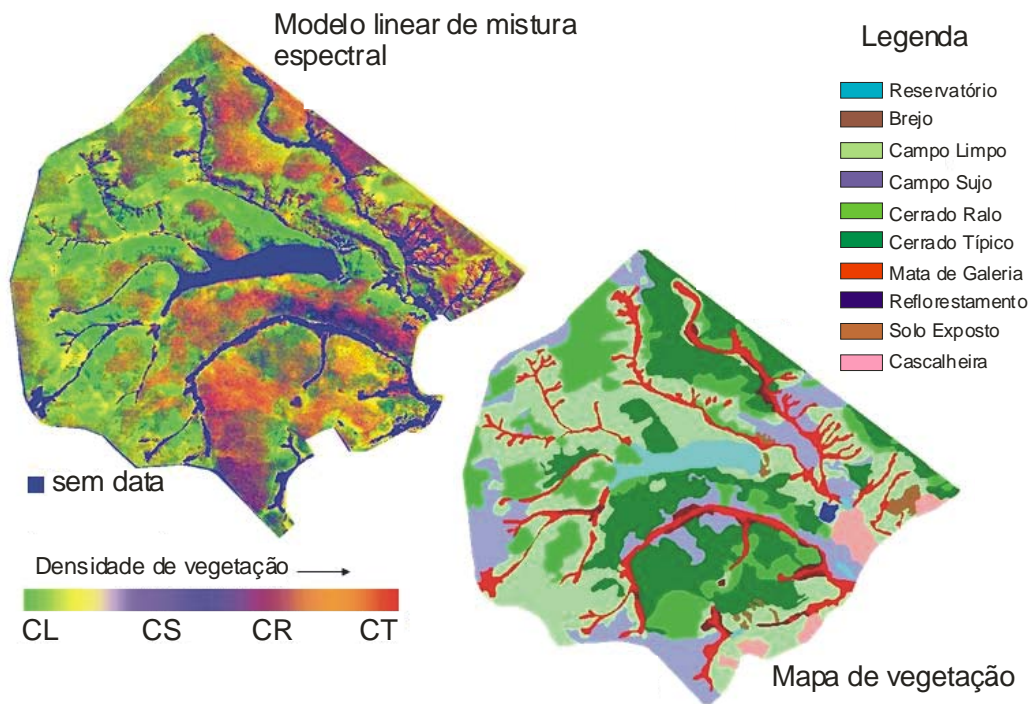 Modelo linear de mistura
espectral
Legenda
Reservatório
Brejo
Campo Limpo
Campo Sujo
Cerrado Ralo
Cerrado Típico
Mata de Galeria
Reflorestamento
Solo Exposto
Cascalheira
sem data
Densidade de vegetação
CL CS CR CT
Mapa de vegetação